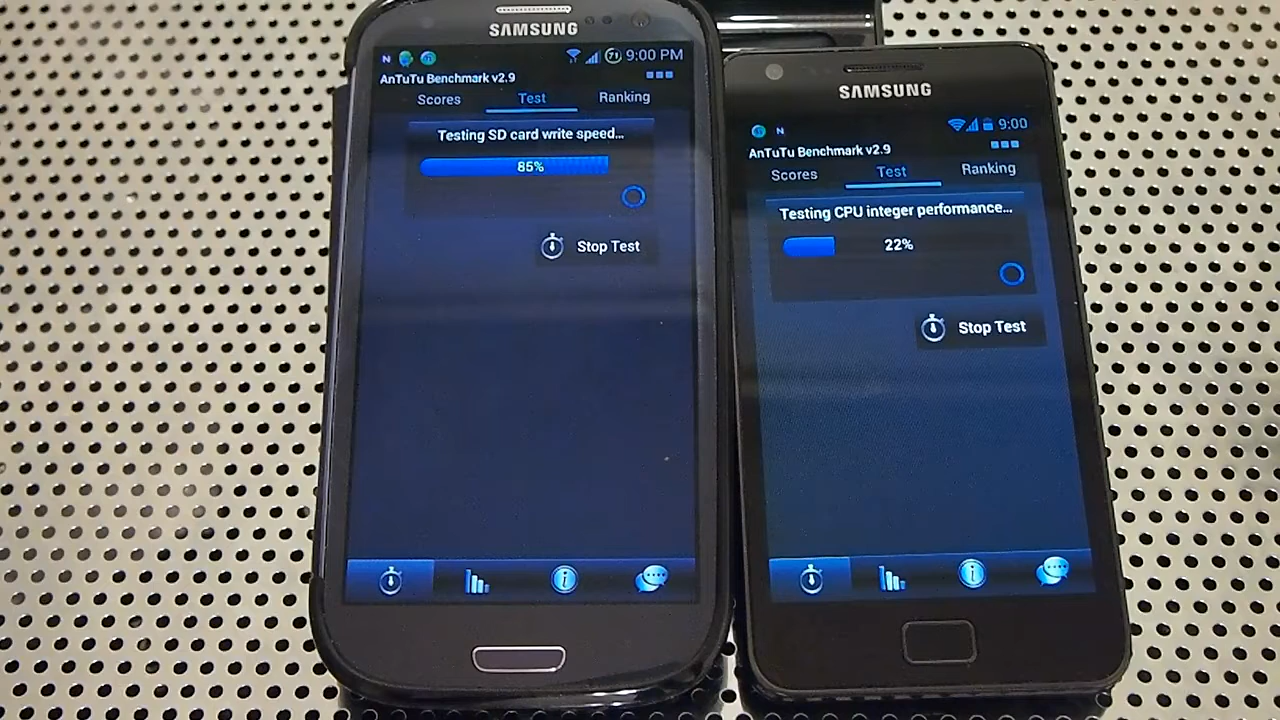 SAMSUNG
N 71 9:00 PM
AnTuTu Benchmark v2.9
Scores Test Ranking
Testing SD card write speed...
85%
Stop Test
SAMSUNG
N 9:00
AnTuTu Benchmark v2.9
Scores Test Ranking
Testing CPU integer performance...
22%
Stop Test